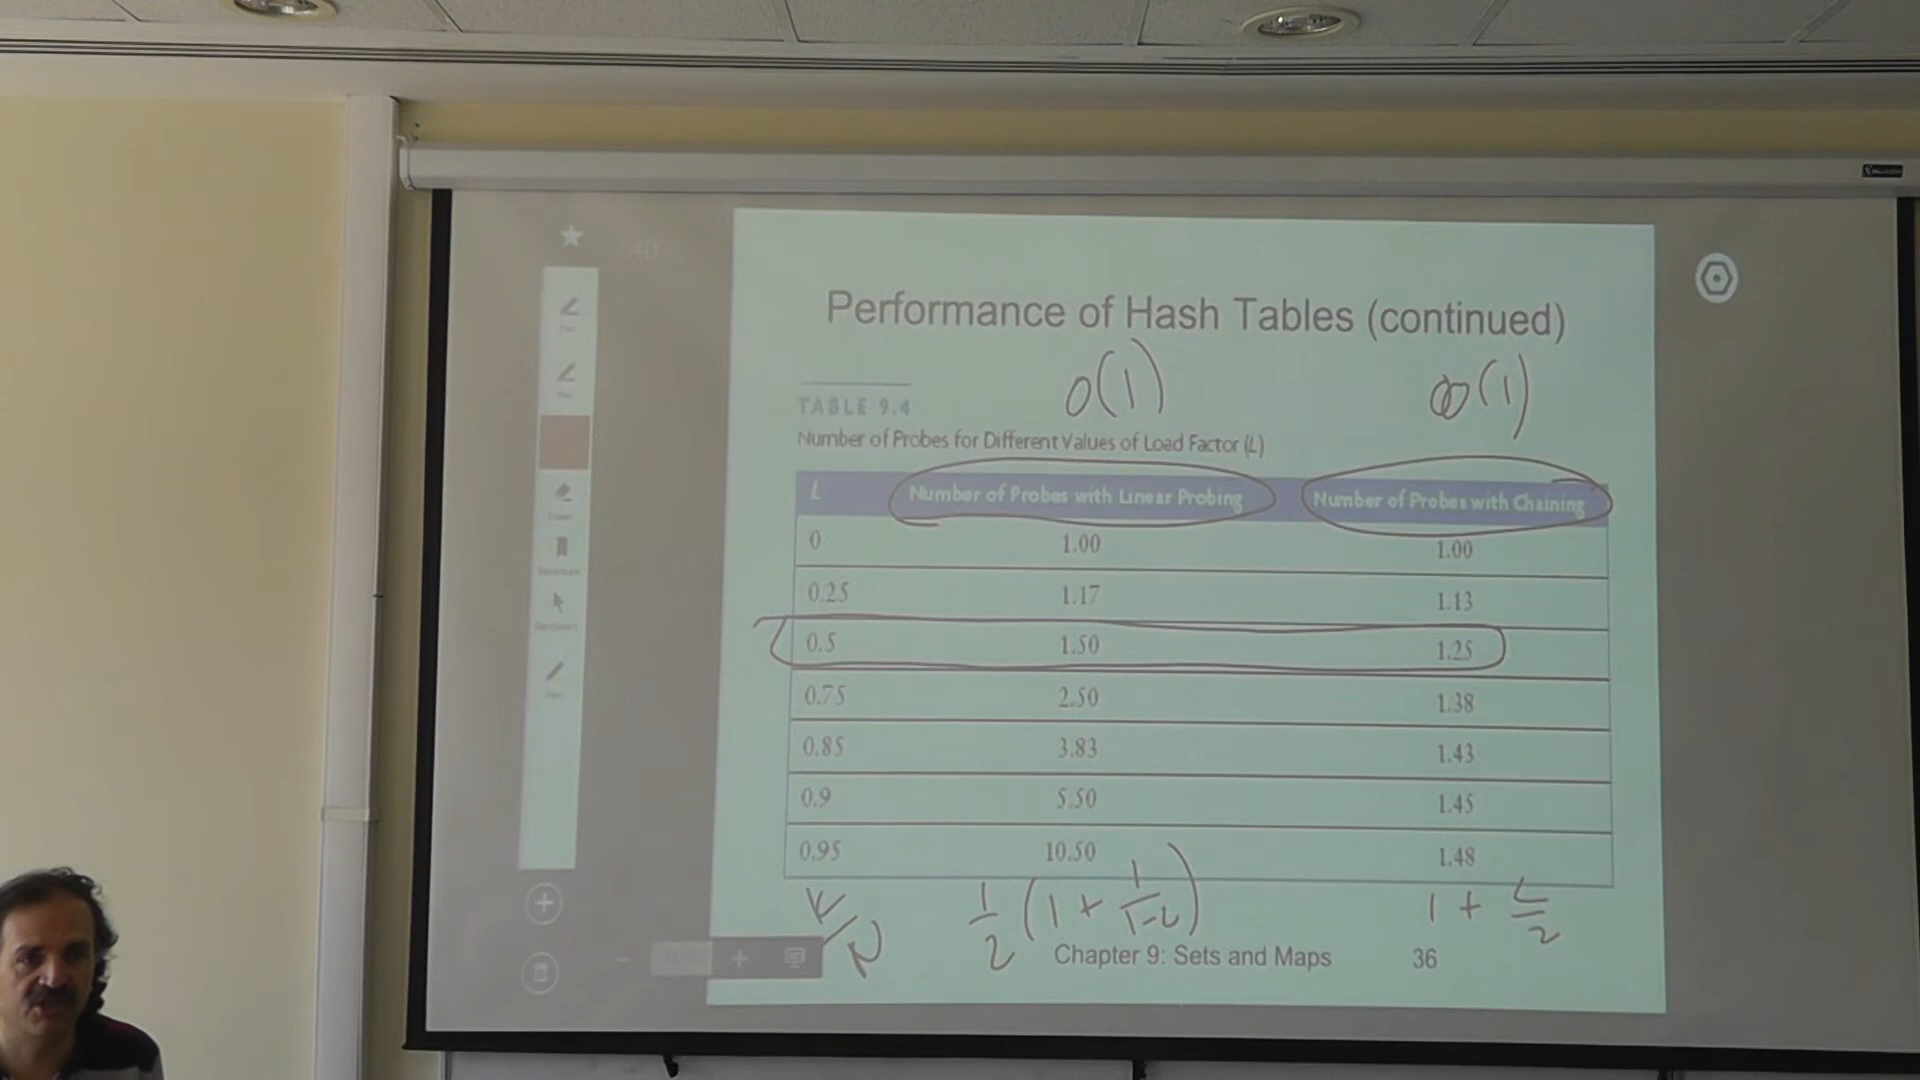 40
Performance of Hash Tables (continued)
O(1) O(1)
TABLE 9.4
Number of Probes for Different Values of Load Factor (L)
L Number of Probes with Linear Probing Number of Probes with Chaining
0 1.00 1.00
0.25 1.17 1.13
0.5 1.50 1.25
0.75 2.50 1.38
0.85 3.83 1.43
0.9 5.50 1.45
0.95 10.50 1.48
K/N 1/2 (1 + 1/1-L) 1 + L/2
Chapter 9: Sets and Maps 36